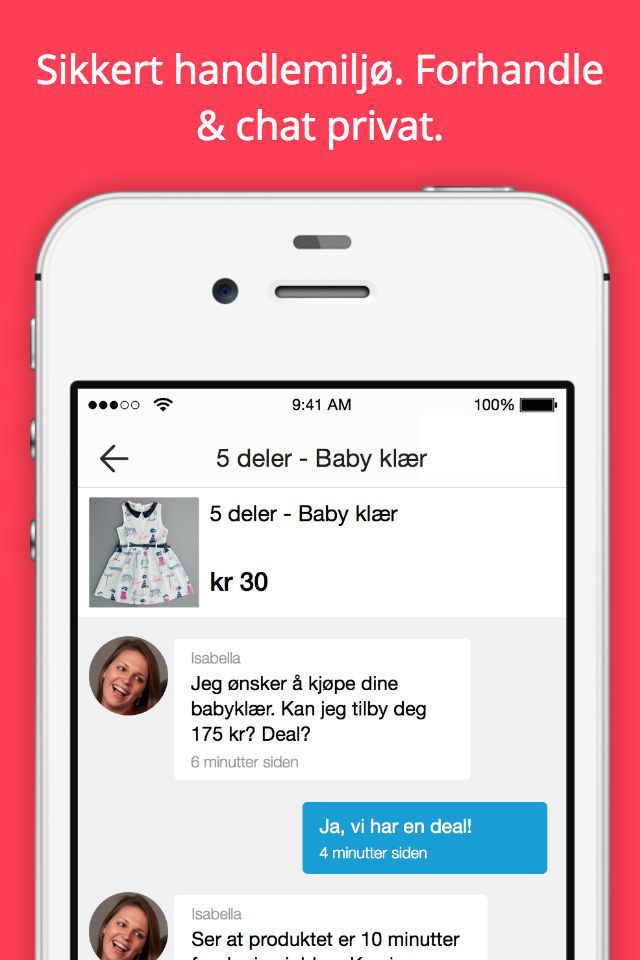 Sikkert handlemiljø. Forhandle
& chat privat.
9:41 AM
100%
5 deler - Baby klær
5 deler - Baby klær
kr 30
Isabella
Jeg ønsker å kjøpe dine
babyklær. Kan jeg tilby deg
175 kr? Deal?
6 minutter siden
Ja, vi har en deal!
4 minutter siden
Isabella
Ser at produktet er 10 minutter